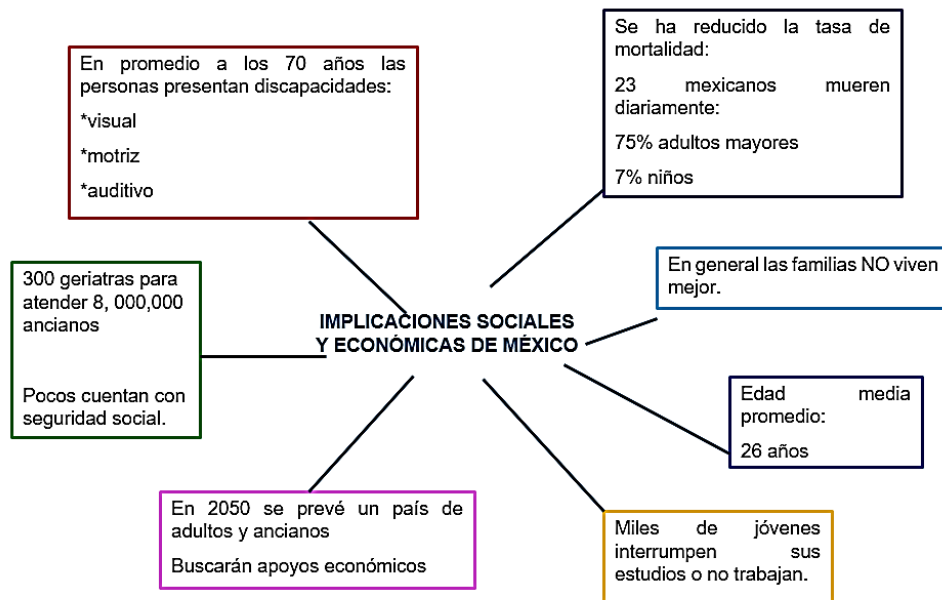 En promedio a los 70 años las
personas presentan discapacidades:
*visual
*motriz
*auditivo
Se ha reducido la tasa de
mortalidad:
23 mexicanos mueren
diariamente:
75% adultos mayores
7% niños
300 geriatras para
atender 8, 000,000
ancianos
Pocos cuentan con
seguridad social.
En general las familias NO viven
mejor.
IMPLICACIONES SOCIALES
Y ECONÓMICAS DE MÉXICO
Edad media
promedio:
26 años
En 2050 se prevé un país de
adultos y ancianos
Buscarán apoyos económicos
Miles de jóvenes
interrumpen sus
estudios o no trabajan.